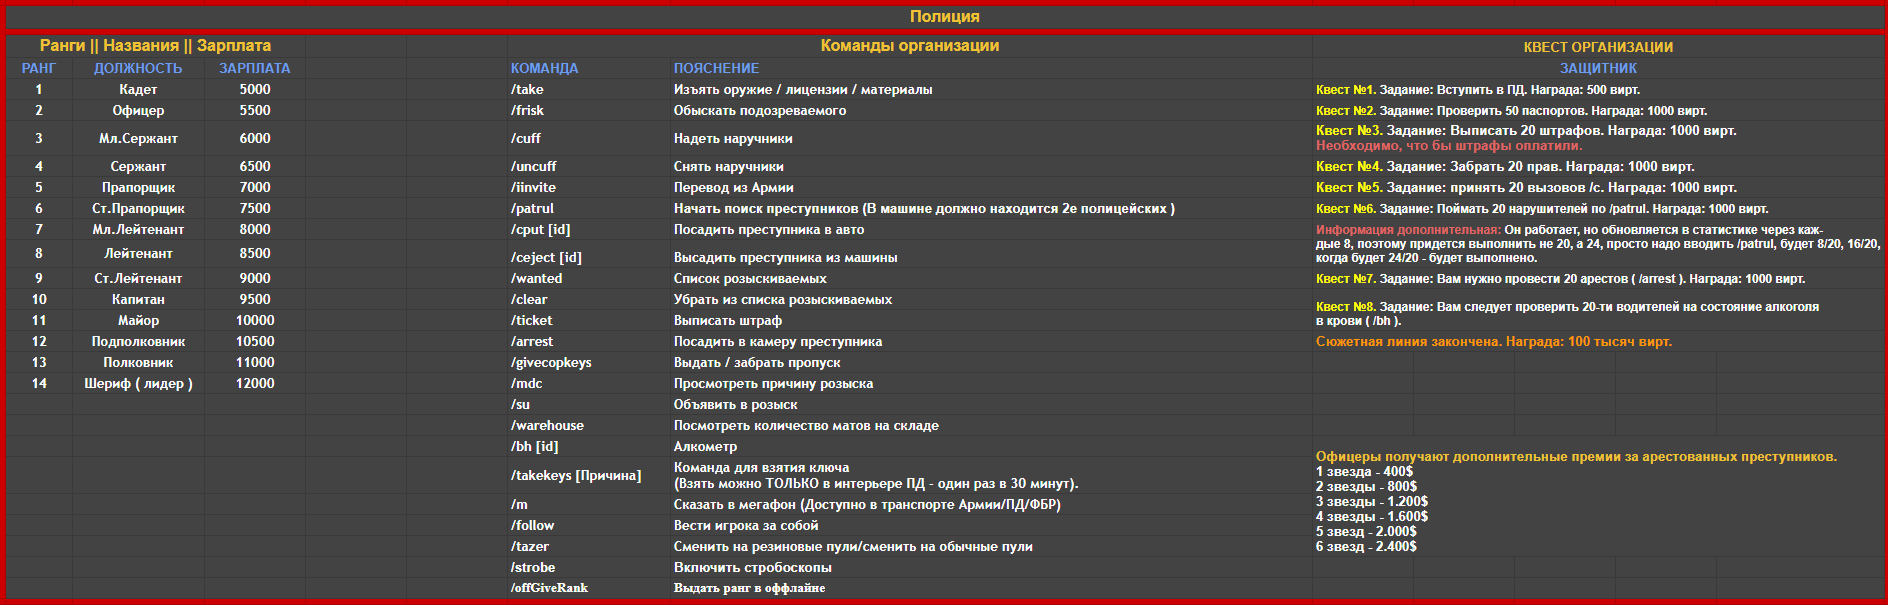 Полиция
Ранги || Названия || Зарплата
РАНГ ДОЛЖНОСТЬ ЗАРПЛАТА
1 Кадет 5000
2 Офицер 5500
3 Мл.Сержант 6000
4 Сержант 6500
5 Прапорщик 7000
6 Ст.Прапорщик 7500
7 Мл.Лейтенант 8000
8 Лейтенант 8500
9 Ст.Лейтенант 9000
10 Капитан 9500
11 Майор 10000
12 Подполковник 10500
13 Полковник 11000
14 Шериф ( лидер ) 12000
Команды организации
КОМАНДА ПОЯСНЕНИЕ
/take Изъять оружие / лицензии / материалы
/frisk Обыскать подозреваемого
/cuff Надеть наручники
/uncuff Снять наручники
/iinvite Перевод из Армии
/patrul Начать поиск преступников (В машине должно находится 2е полицейских )
/cput [id] Посадить преступника в авто
/ceject [id] Высадить преступника из машины
/wanted Список розыскиваемых
/clear Убрать из списка розыскиваемых
/ticket Выписать штраф
/arrest Посадить в камеру преступника
/givecopkeys Выдать / забрать пропуск
/mdc Просмотреть причину розыска
/su Объявить в розыск
/warehouse Посмотреть количество матов на складе
/bh [id] Алкометр
/takekeys [Причина] Команда для взятия ключа
(Взять можно ТОЛЬКО в интерьере ПД - один раз в 30 минут).
/m Сказать в мегафон (Доступно в транспорте Армии/ПД/ФБР)
/follow Вести игрока за собой
/tazer Сменить на резиновые пули/сменить на обычные пули
/strobe Включить стробоскопы
/offGiveRank Выдать ранг в оффлайне
КВЕСТ ОРГАНИЗАЦИИ
ЗАЩИТНИК
Квест №1. Задание: Вступить в ПД. Награда: 500 вирт.
Квест №2. Задание: Проверить 50 паспортов. Награда: 1000 вирт.
Квест №3. Задание: Выписать 20 штрафов. Награда: 1000 вирт.
Необходимо, что бы штрафы оплатили.
Квест №4. Задание: Забрать 20 прав. Награда: 1000 вирт.
Квест №5. Задание: принять 20 вызовов /с. Награда: 1000 вирт.
Квест №6. Задание: Поймать 20 нарушителей по /patrul. Награда: 1000 вирт.
Информация дополнительная: Он работает, но обновляется в статистике через каж-
дые 8, поэтому придется выполнить не 20, а 24, просто надо вводить /patrul, будет 8/20, 16/20,
когда будет 24/20 - будет выполнено.
Квест №7. Задание: Вам нужно провести 20 арестов ( /arrest ). Награда: 1000 вирт.
Квест №8. Задание: Вам следует проверить 20-ти водителей на состояние алкоголя
в крови ( /bh ).
Сюжетная линия закончена. Награда: 100 тысяч вирт.
Офицеры получают дополнительные премии за арестованных преступников.
1 звезда - 400$
2 звезды - 800$
3 звезды - 1.200$
4 звезды - 1.600$
5 звезд - 2.000$
6 звезд - 2.400$